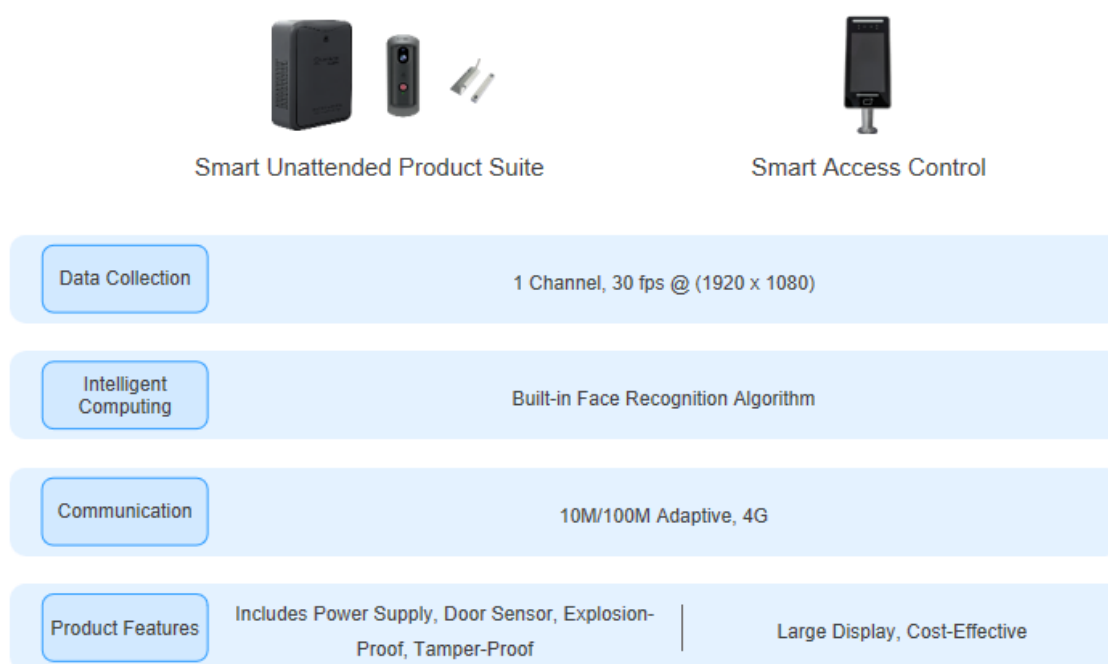 Smart Unattended Product Suite
Smart Access Control
Data Collection
1 Channel, 30 fps @ (1920 x 1080)
Intelligent
Computing
Built-in Face Recognition Algorithm
Communication
10M/100M Adaptive, 4G
Product Features
Includes Power Supply, Door Sensor, Explosion-
Proof, Tamper-Proof
Large Display, Cost-Effective